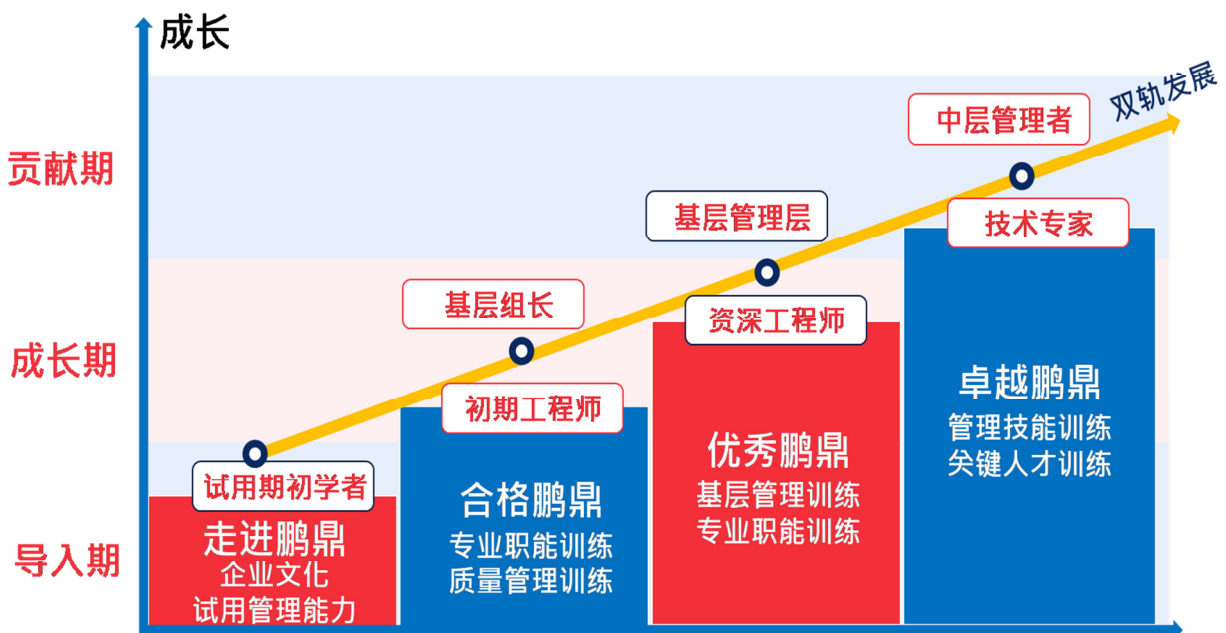 成长
双轨发展
贡献期
成长期
导入期
中层管理者
技术专家
基层管理层
资深工程师
基层组长
初期工程师
试用期初学者
走进鹏鼎
企业文化
试用管理能力
合格鹏鼎
专业职能训练
质量管理训练
优秀鹏鼎
基层管理训练
专业职能训练
卓越鹏鼎
管理技能训练
关键人才训练